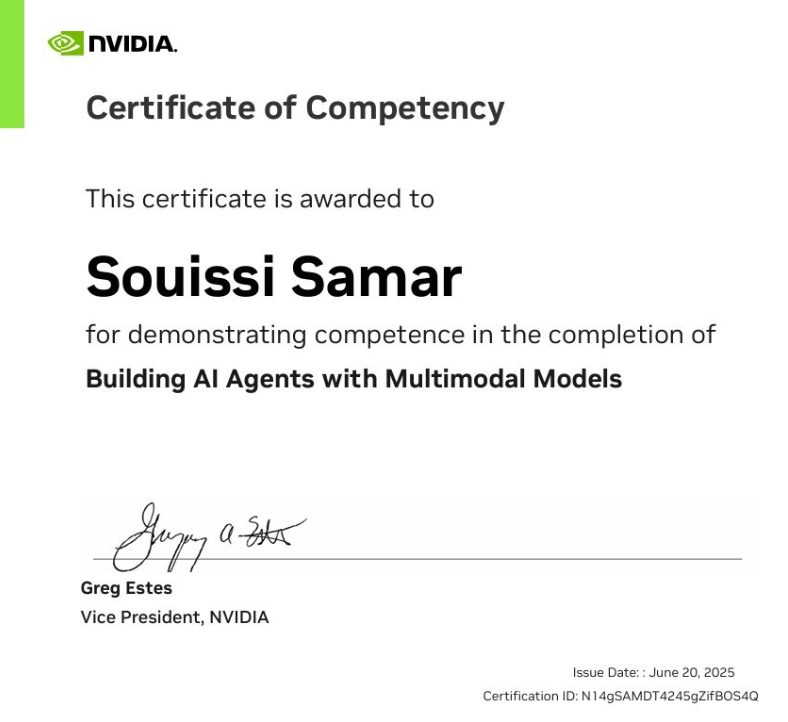 NVIDIA.
Certificate of Competency
This certificate is awarded to
Souissi Samar
for demonstrating competence in the completion of
Building AI Agents with Multimodal Models
Greg Estes
Vice President, NVIDIA
Issue Date: : June 20, 2025
Certification ID: N14gSAMDT4245gZifBOS4Q